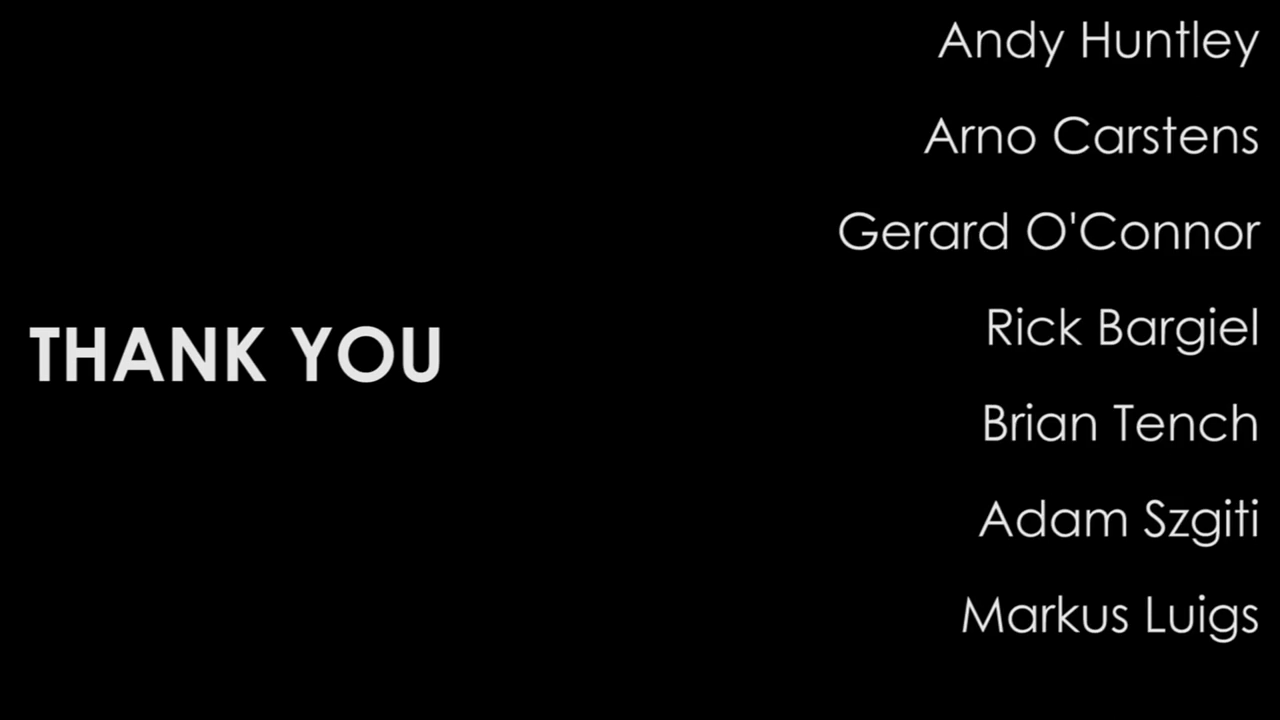 THANK YOU
Andy Huntley
Arno Carstens
Gerard O'Connor
Rick Bargiel
Brian Tench
Adam Szgiti
Markus Luigs